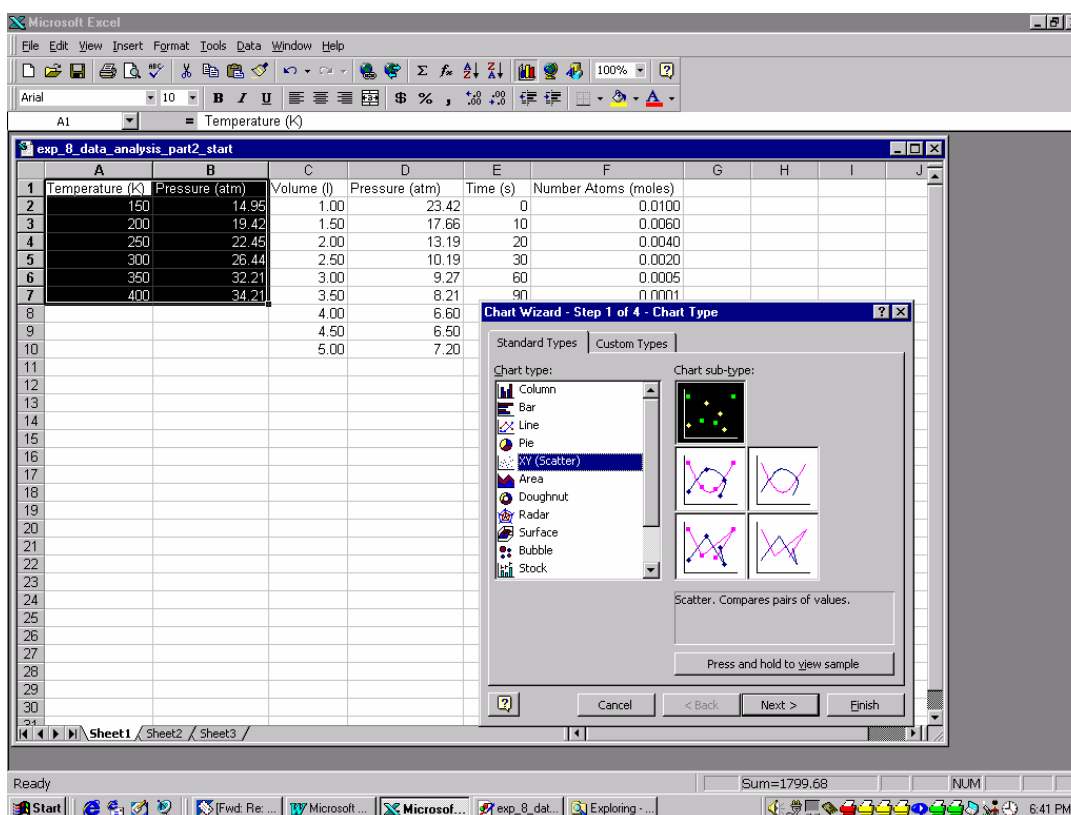 Microsoft Excel
File Edit View Insert Format Tools Data Window Help
100%
Arial 10 B I U $ % ,
A1 = Temperature (K)
exp_8_data_analysis_part2_start
A B C D E F G H I J
1 Temperature (K) Pressure (atm) Volume (l) Pressure (atm) Time (s) Number Atoms (moles)
2 150 14.95 1.00 23.42 0 0.0100
3 200 19.42 1.50 17.66 10 0.0060
4 250 22.45 2.00 13.19 20 0.0040
5 300 26.44 2.50 10.19 30 0.0020
6 350 32.21 3.00 9.27 60 0.0005
7 400 34.21 3.50 8.21 90 0.0001
8 4.00 6.60
9 4.50 6.50
10 5.00 7.20
11
12
13
14
15
16
17
18
19
20
21
22
23
24
25
26
27
28
29
30
31
Chart Wizard - Step 1 of 4 - Chart Type
Standard Types Custom Types
Chart type: Chart sub-type:
Column
Bar
Line
Pie
XY (Scatter)
Area
Doughnut
Radar
Surface
Bubble
Stock
Scatter. Compares pairs of values.
Press and hold to view sample
Cancel < Back Next > Finish
Sheet1 Sheet2 Sheet3
Ready Sum=1799.68 NUM
Start [Fwd: Re: ... Microsoft ... Microsof... exp_8_dat... Exploring - ... 6:41 PM